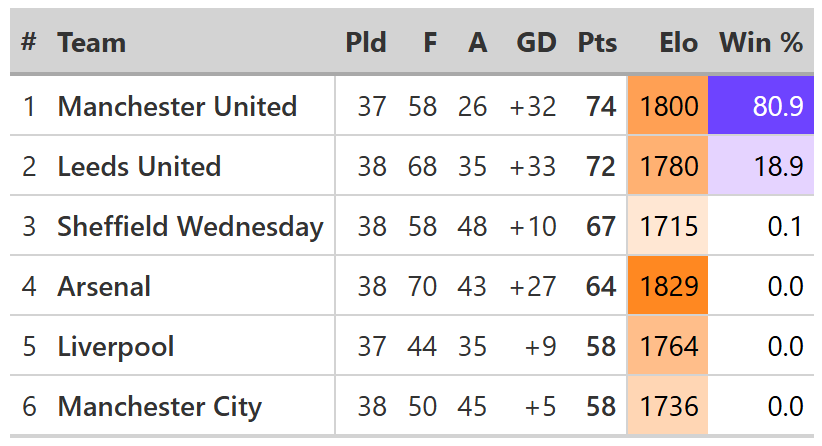 # Team Pld F A GD Pts Elo Win %
1 Manchester United 37 58 26 +32 74 1800 80.9
2 Leeds United 38 68 35 +33 72 1780 18.9
3 Sheffield Wednesday 38 58 48 +10 67 1715 0.1
4 Arsenal 38 70 43 +27 64 1829 0.0
5 Liverpool 37 44 35 +9 58 1764 0.0
6 Manchester City 38 50 45 +5 58 1736 0.0